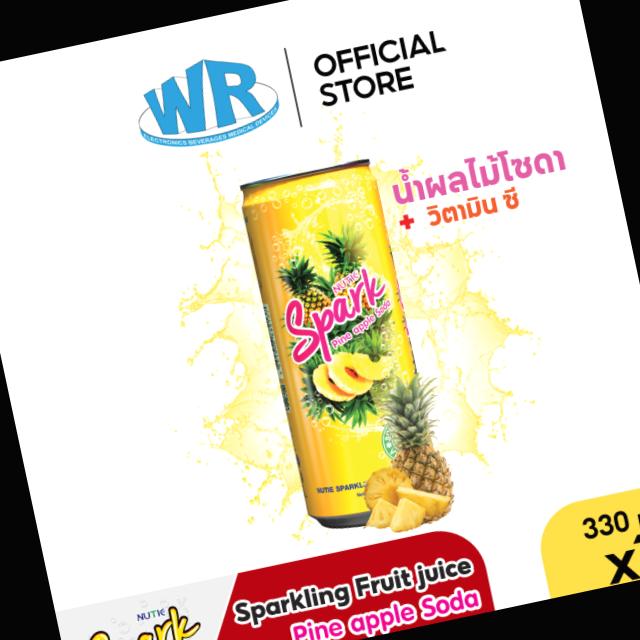 WR
ELECTRONICS BEVERAGES MEDICAL DEVICES
OFFICIAL
STORE
น้ำผลไม้โซดา
+ วิตามิน ซี
NUTIE
Spark
Pine apple Soda
NUTIE SPARKL
Sparkling Fruit juice
Pine apple Soda
NUTIE
Spark
330
X